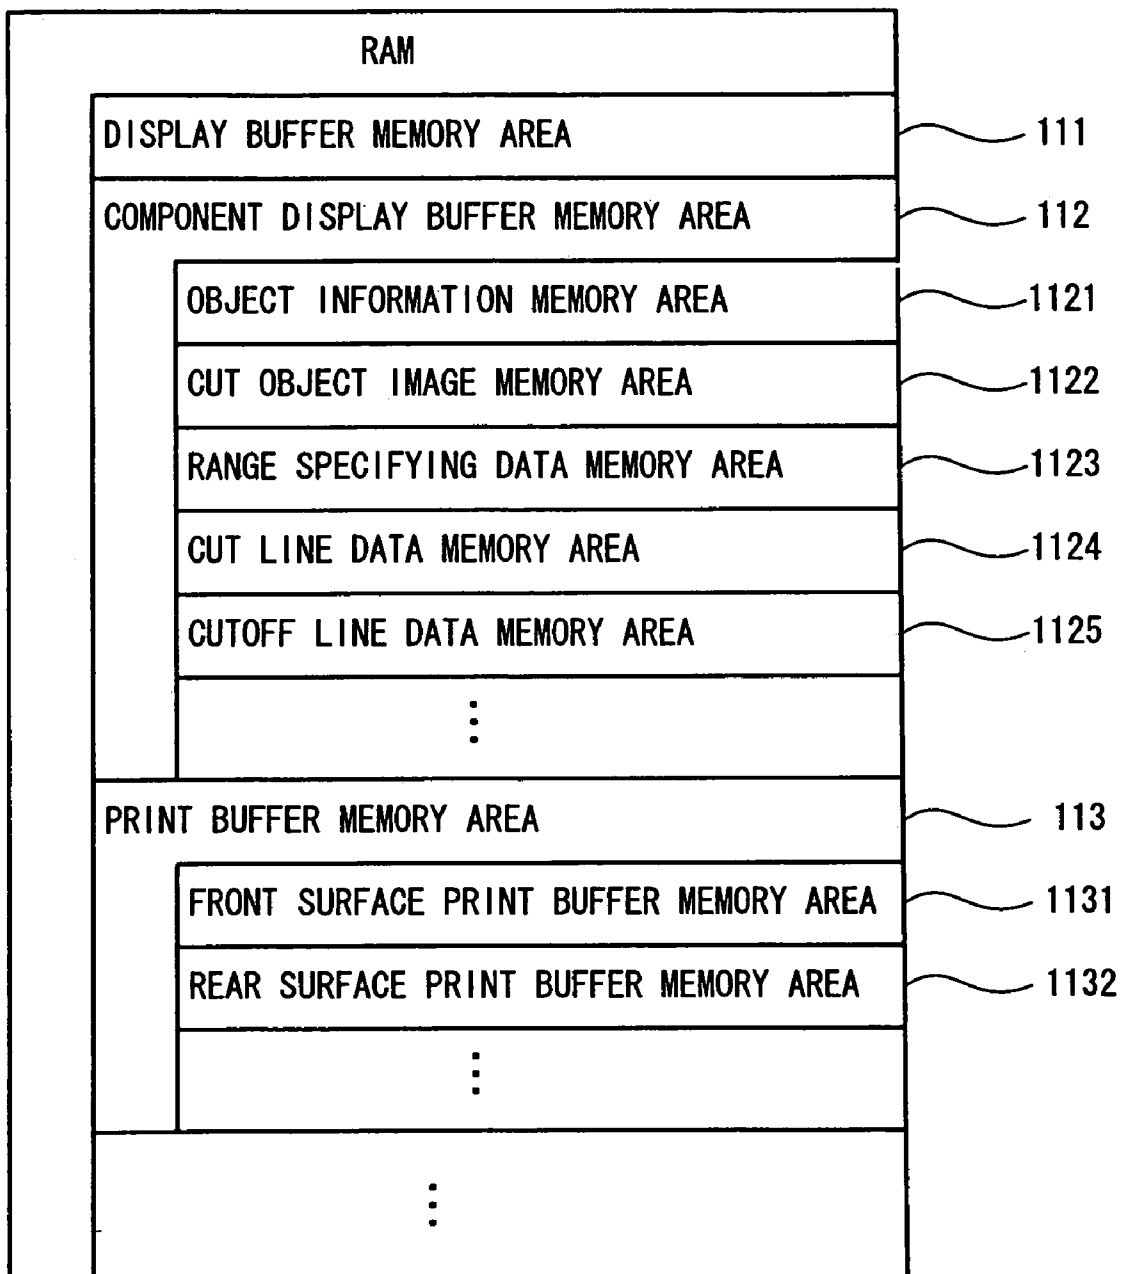 RAM
DISPLAY BUFFER MEMORY AREA 111
COMPONENT DISPLAY BUFFER MEMORY AREA 112
OBJECT INFORMATION MEMORY AREA 1121
CUT OBJECT IMAGE MEMORY AREA 1122
RANGE SPECIFYING DATA MEMORY AREA 1123
CUT LINE DATA MEMORY AREA 1124
CUTOFF LINE DATA MEMORY AREA 1125
PRINT BUFFER MEMORY AREA 113
FRONT SURFACE PRINT BUFFER MEMORY AREA 1131
REAR SURFACE PRINT BUFFER MEMORY AREA 1132